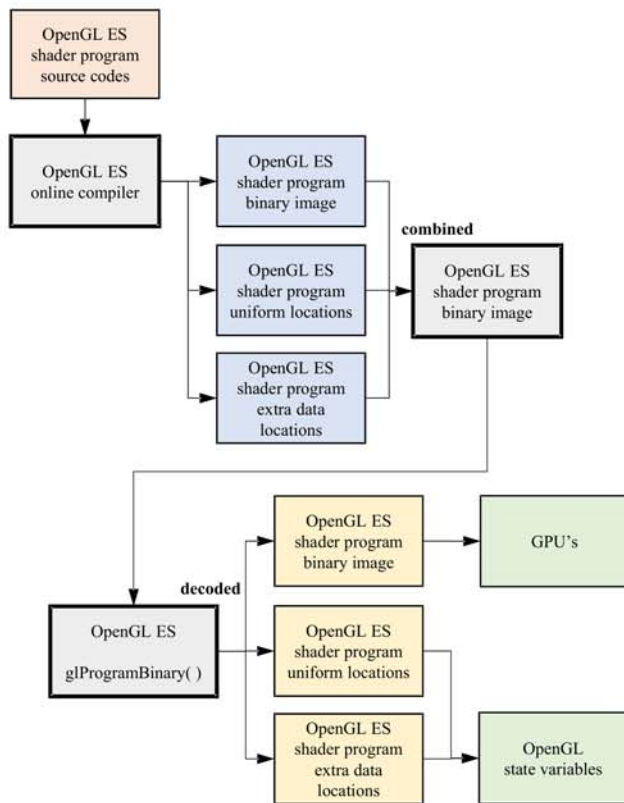 OpenGL ES
shader program
source codes
OpenGL ES
online compiler
OpenGL ES
shader program
binary image
OpenGL ES
shader program
uniform locations
OpenGL ES
shader program
extra data
locations
combined
OpenGL ES
shader program
binary image
OpenGL ES
glProgramBinary( )
decoded
OpenGL ES
shader program
binary image
GPU's
OpenGL ES
shader program
uniform locations
OpenGL ES
shader program
extra data
locations
OpenGL
state variables